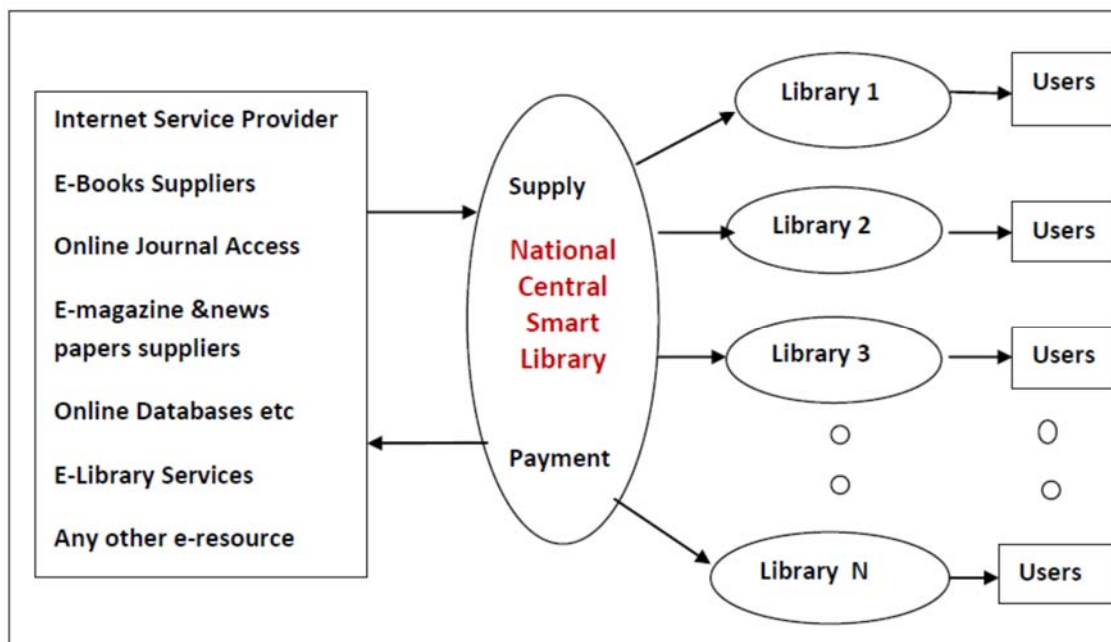 Internet Service Provider
E-Books Suppliers
Online Journal Access
E-magazine &news
papers suppliers
Online Databases etc
E-Library Services
Any other e-resource
Supply
National
Central
Smart
Library
Payment
Library 1
Users
Library 2
Users
Library 3
Users
Library N
Users